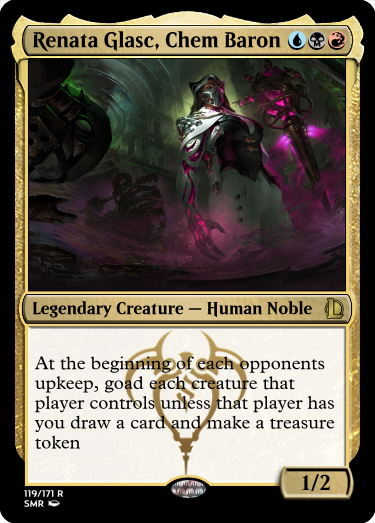 Renata Glasc, Chem Baron
Legendary Creature — Human Noble
At the beginning of each opponents
upkeep, goad each creature that
player controls unless that player has
you draw a card and make a treasure
token
1/2
119/171 R
SMR